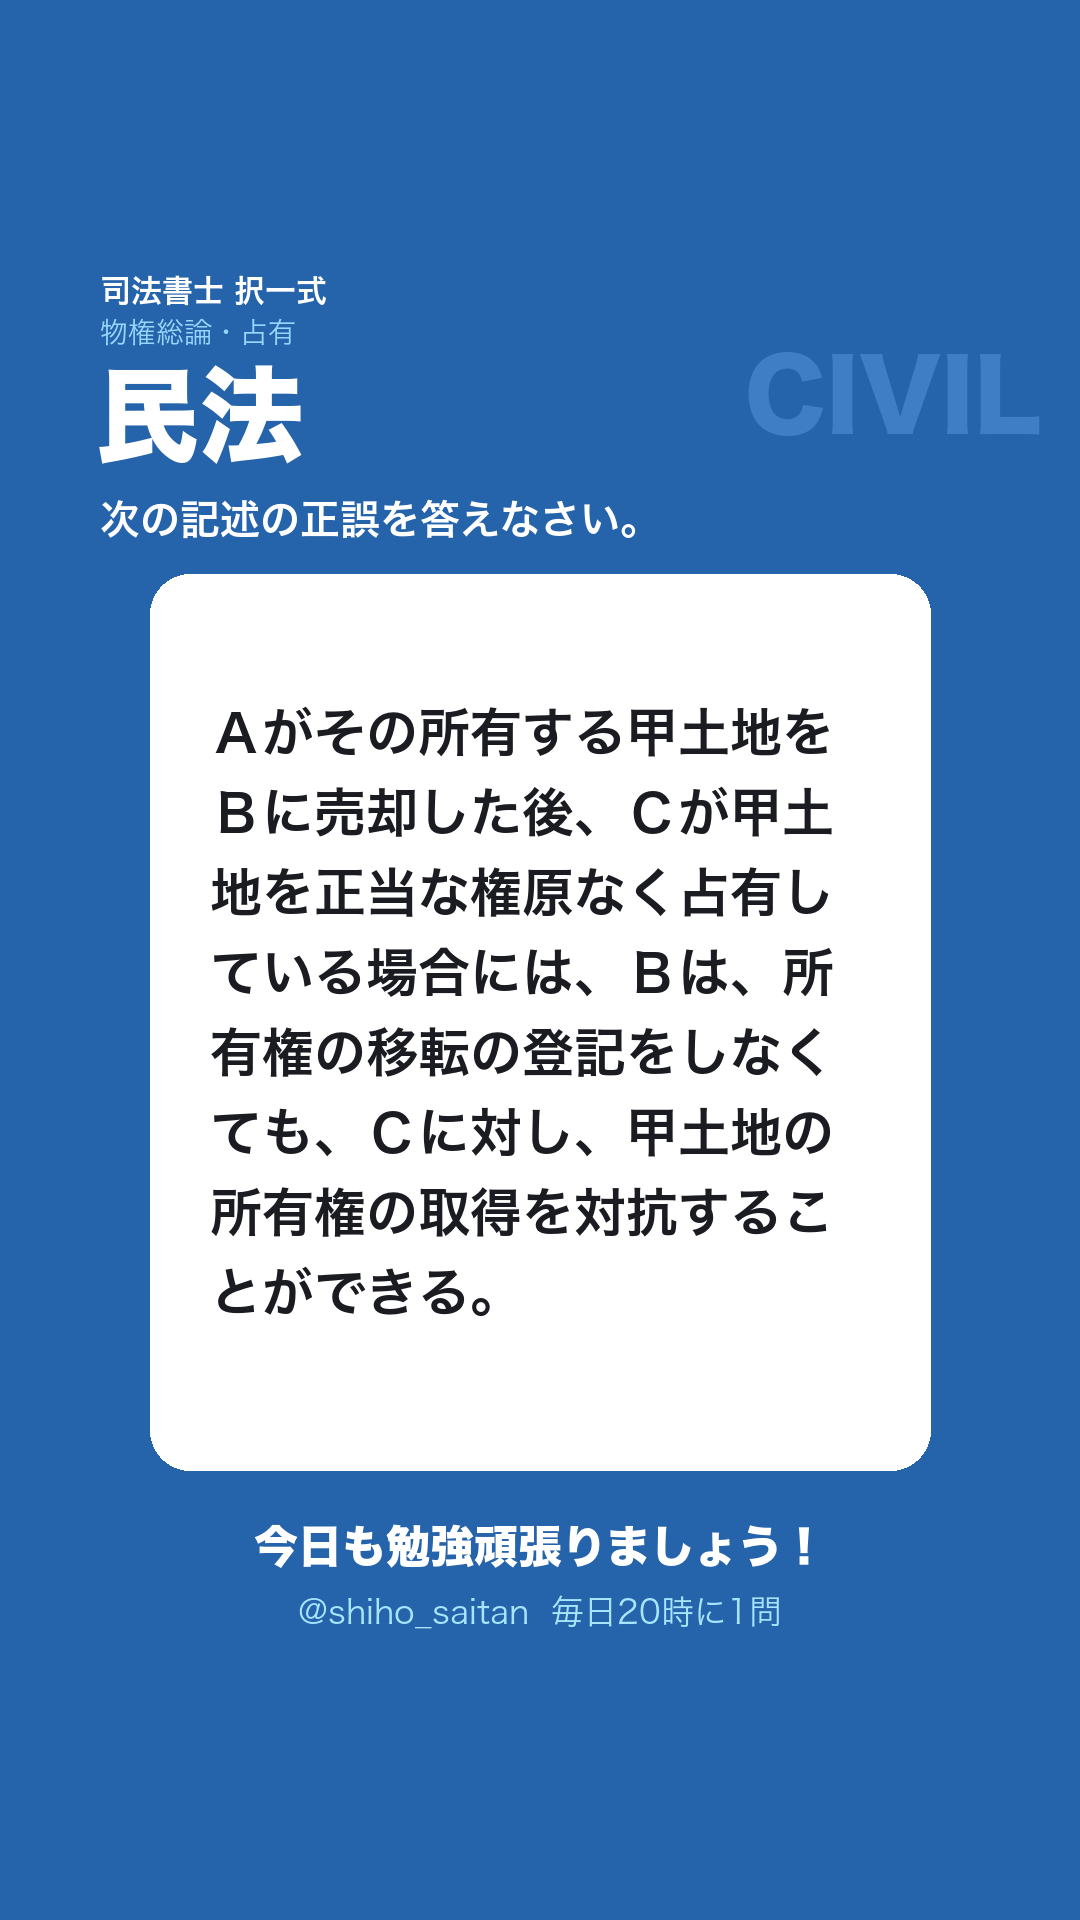 司法書士 択一式
物権総論・占有
民法
CIVIL
次の記述の正誤を答えなさい。
Ａがその所有する甲土地を
Ｂに売却した後、Ｃが甲土
地を正当な権原なく占有し
ている場合には、Ｂは、所
有権の移転の登記をしなく
ても、Ｃに対し、甲土地の
所有権の取得を対抗するこ
とができる。
今日も勉強頑張りましょう！
@shiho_saitan 毎日20時に1問